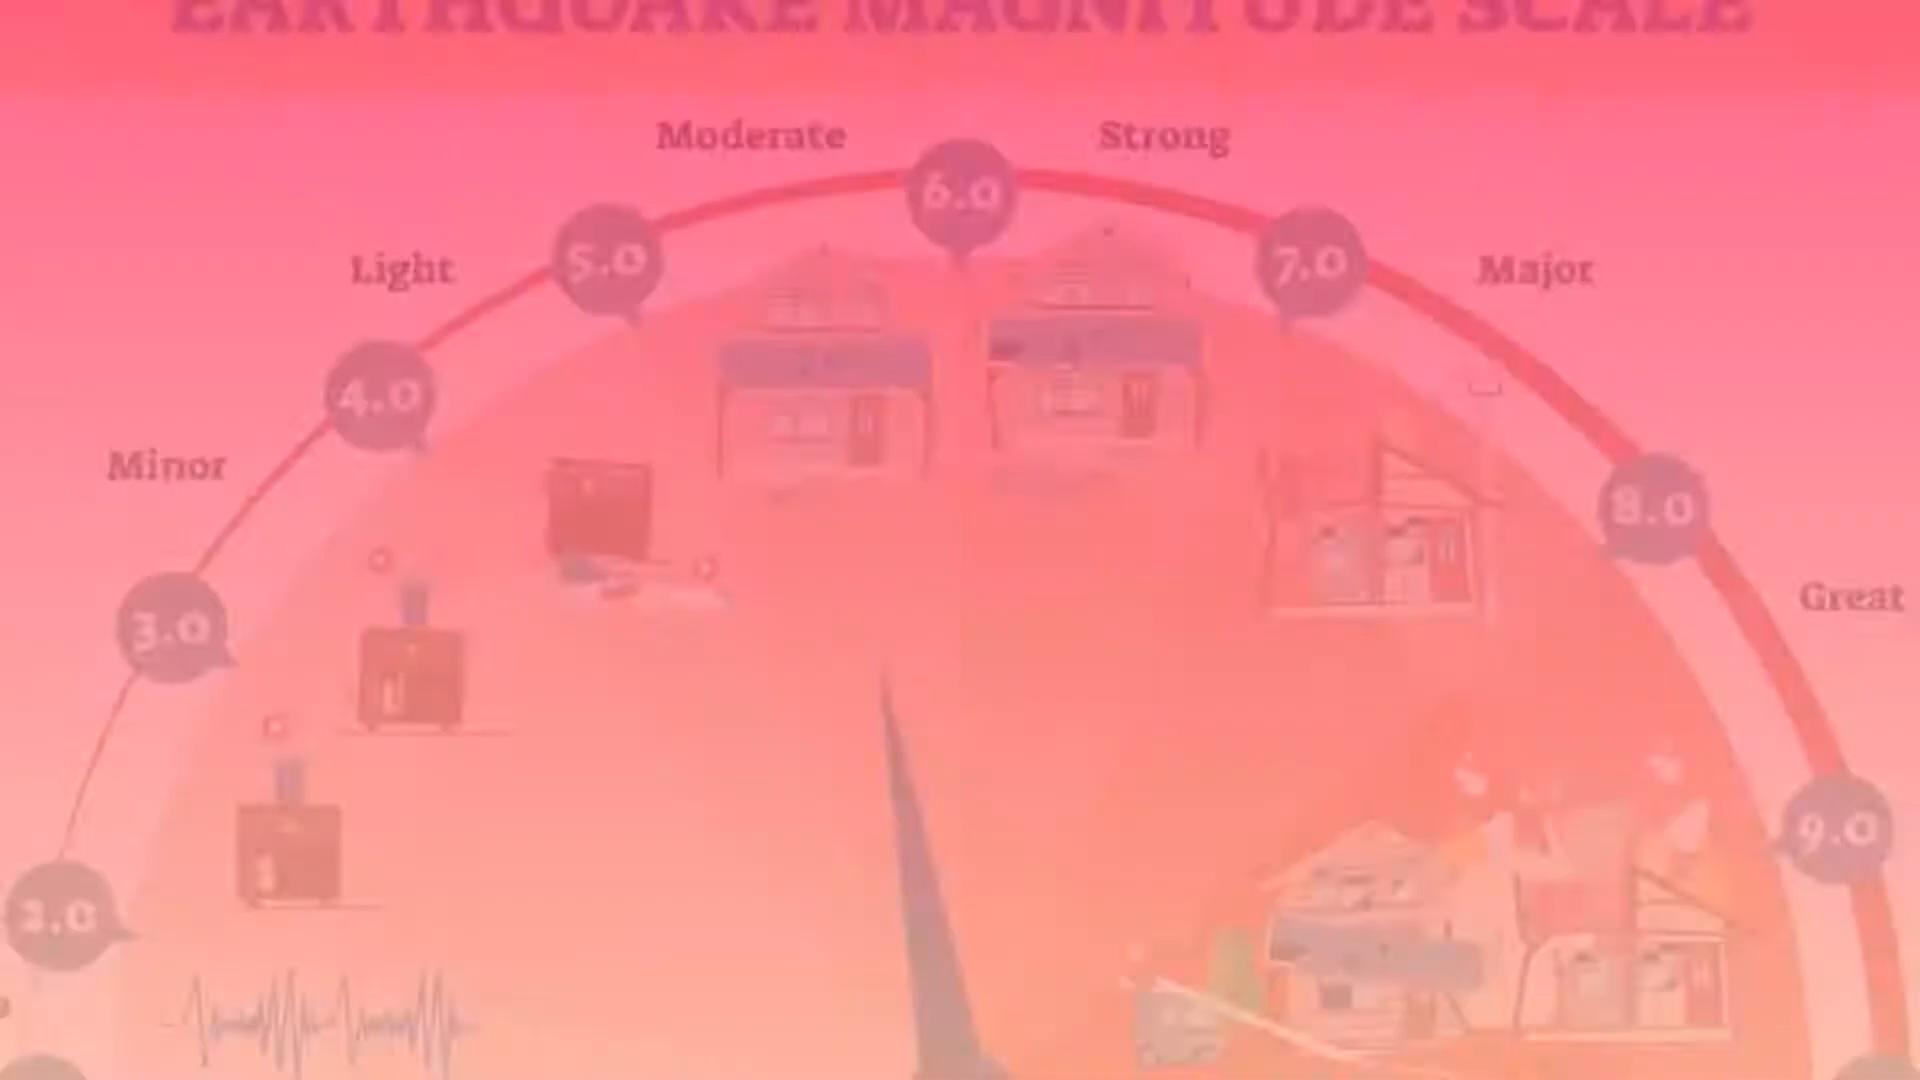 EARTHQUAKE MAGNITUDE SCALE
Moderate
Strong
6.0
5.0
7.0
Light
Major
4.0
Minor
8.0
Great
3.0
9.0
2.0